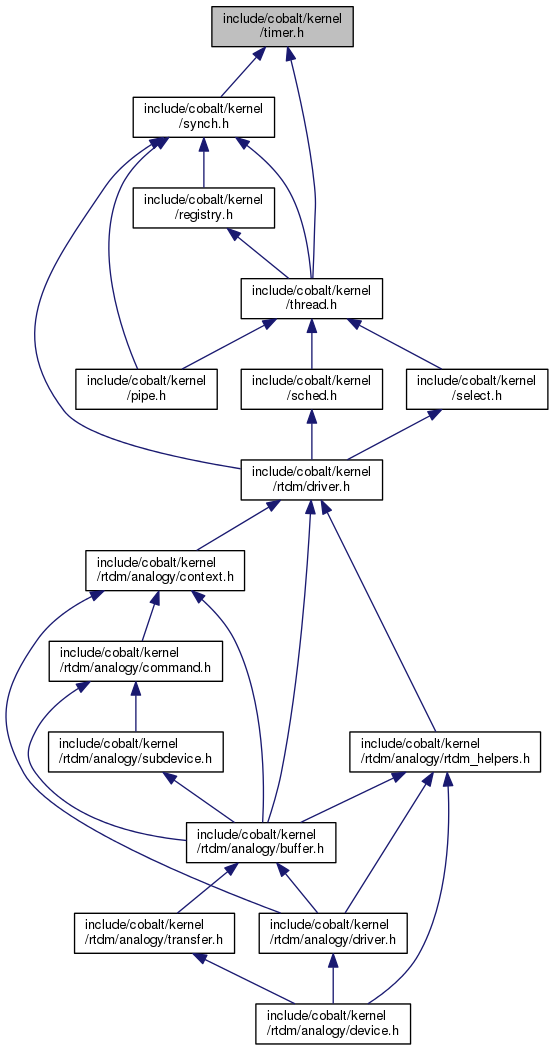 include/cobalt/kernel
/timer.h
include/cobalt/kernel
/synch.h
include/cobalt/kernel
/registry.h
include/cobalt/kernel
/thread.h
include/cobalt/kernel
/pipe.h
include/cobalt/kernel
/sched.h
include/cobalt/kernel
/select.h
include/cobalt/kernel
/rtdm/driver.h
include/cobalt/kernel
/rtdm/analogy/context.h
include/cobalt/kernel
/rtdm/analogy/command.h
include/cobalt/kernel
/rtdm/analogy/subdevice.h
include/cobalt/kernel
/rtdm/analogy/rtdm_helpers.h
include/cobalt/kernel
/rtdm/analogy/buffer.h
include/cobalt/kernel
/rtdm/analogy/transfer.h
include/cobalt/kernel
/rtdm/analogy/driver.h
include/cobalt/kernel
/rtdm/analogy/device.h